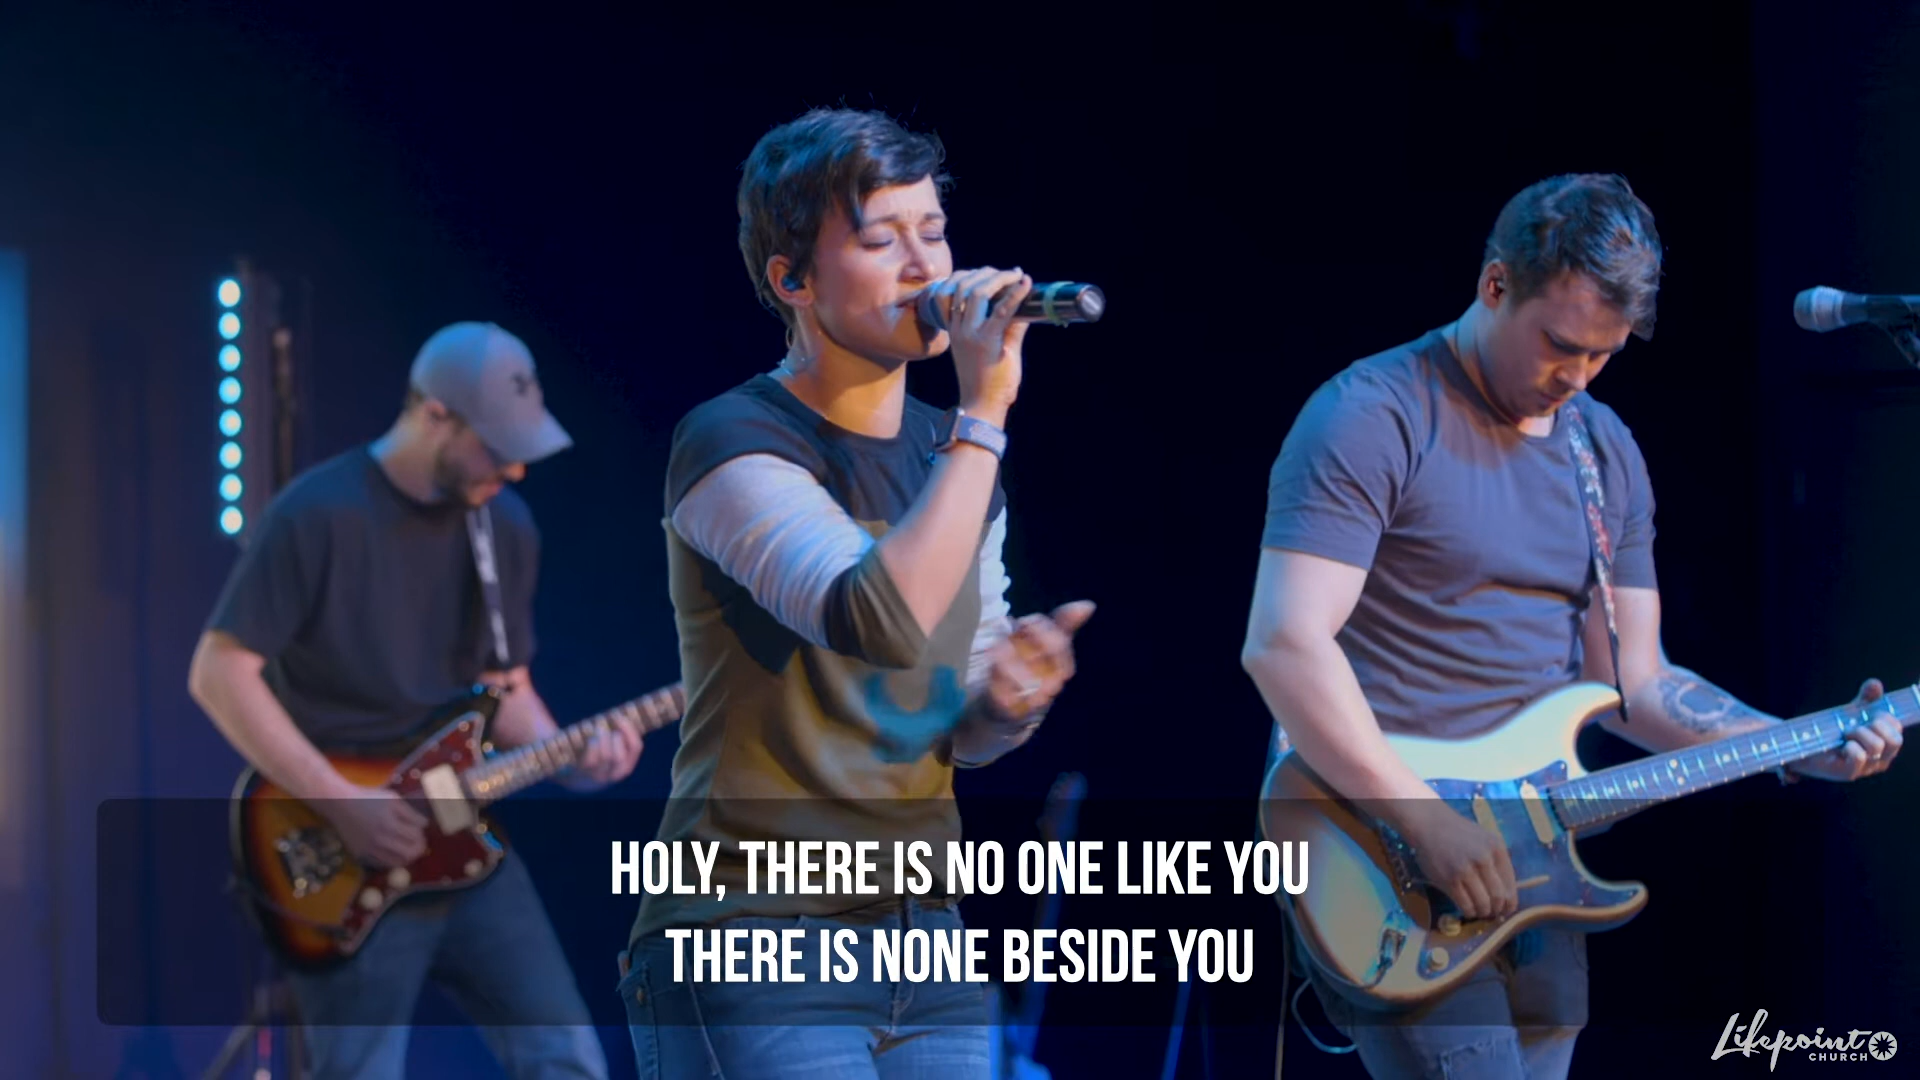 HOLY, THERE IS NO ONE LIKE YOU
THERE IS NONE BESIDE YOU
Lifepoint
CHURCH